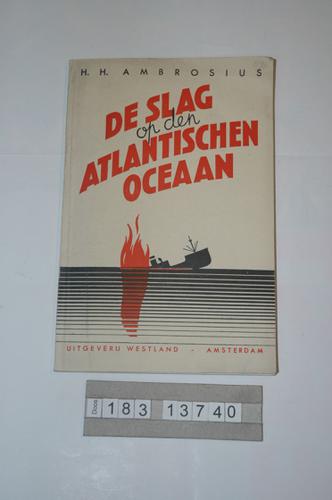 H. H. AMBROSIUS
DE SLAG
op den
ATLANTISCHEN
OCEAAN
UITGEVERIJ WESTLAND - AMSTERDAM
Doos 183 13740